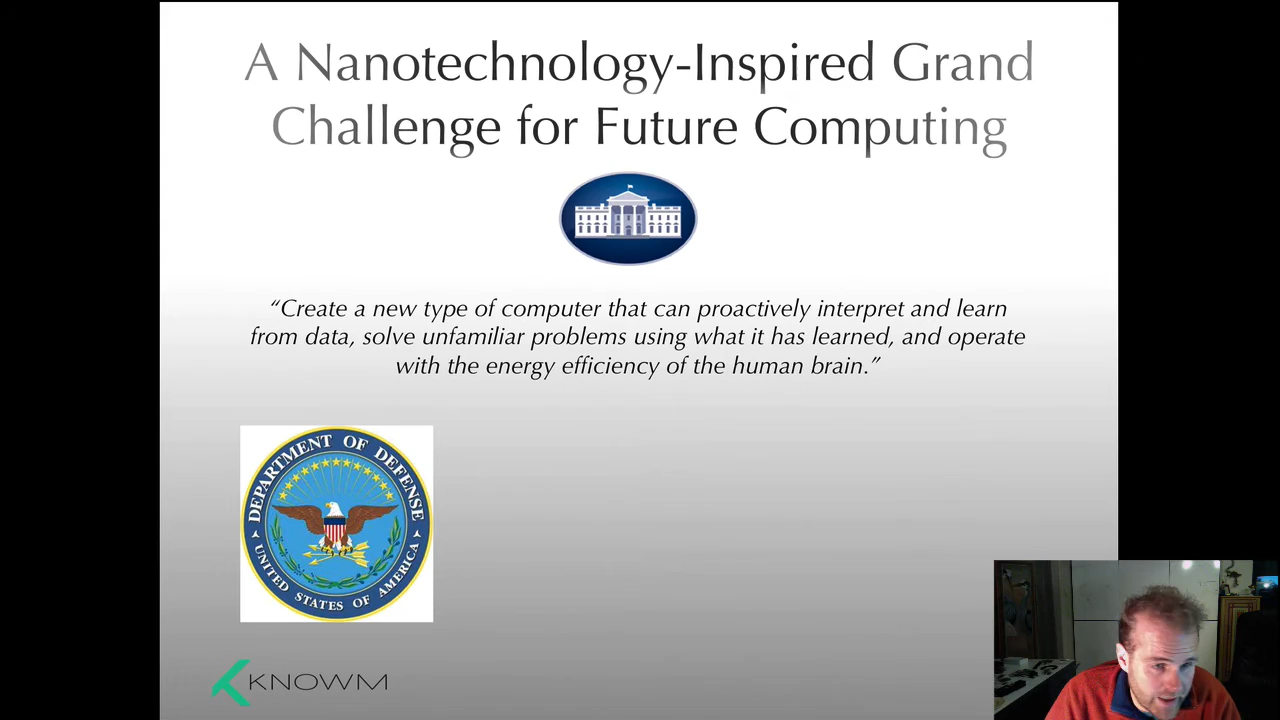 A Nanotechnology-Inspired Grand
Challenge for Future Computing
“Create a new type of computer that can proactively interpret and learn
from data, solve unfamiliar problems using what it has learned, and operate
with the energy efficiency of the human brain.”
DEPARTMENT OF DEFENSE
UNITED STATES OF AMERICA
KNOWM